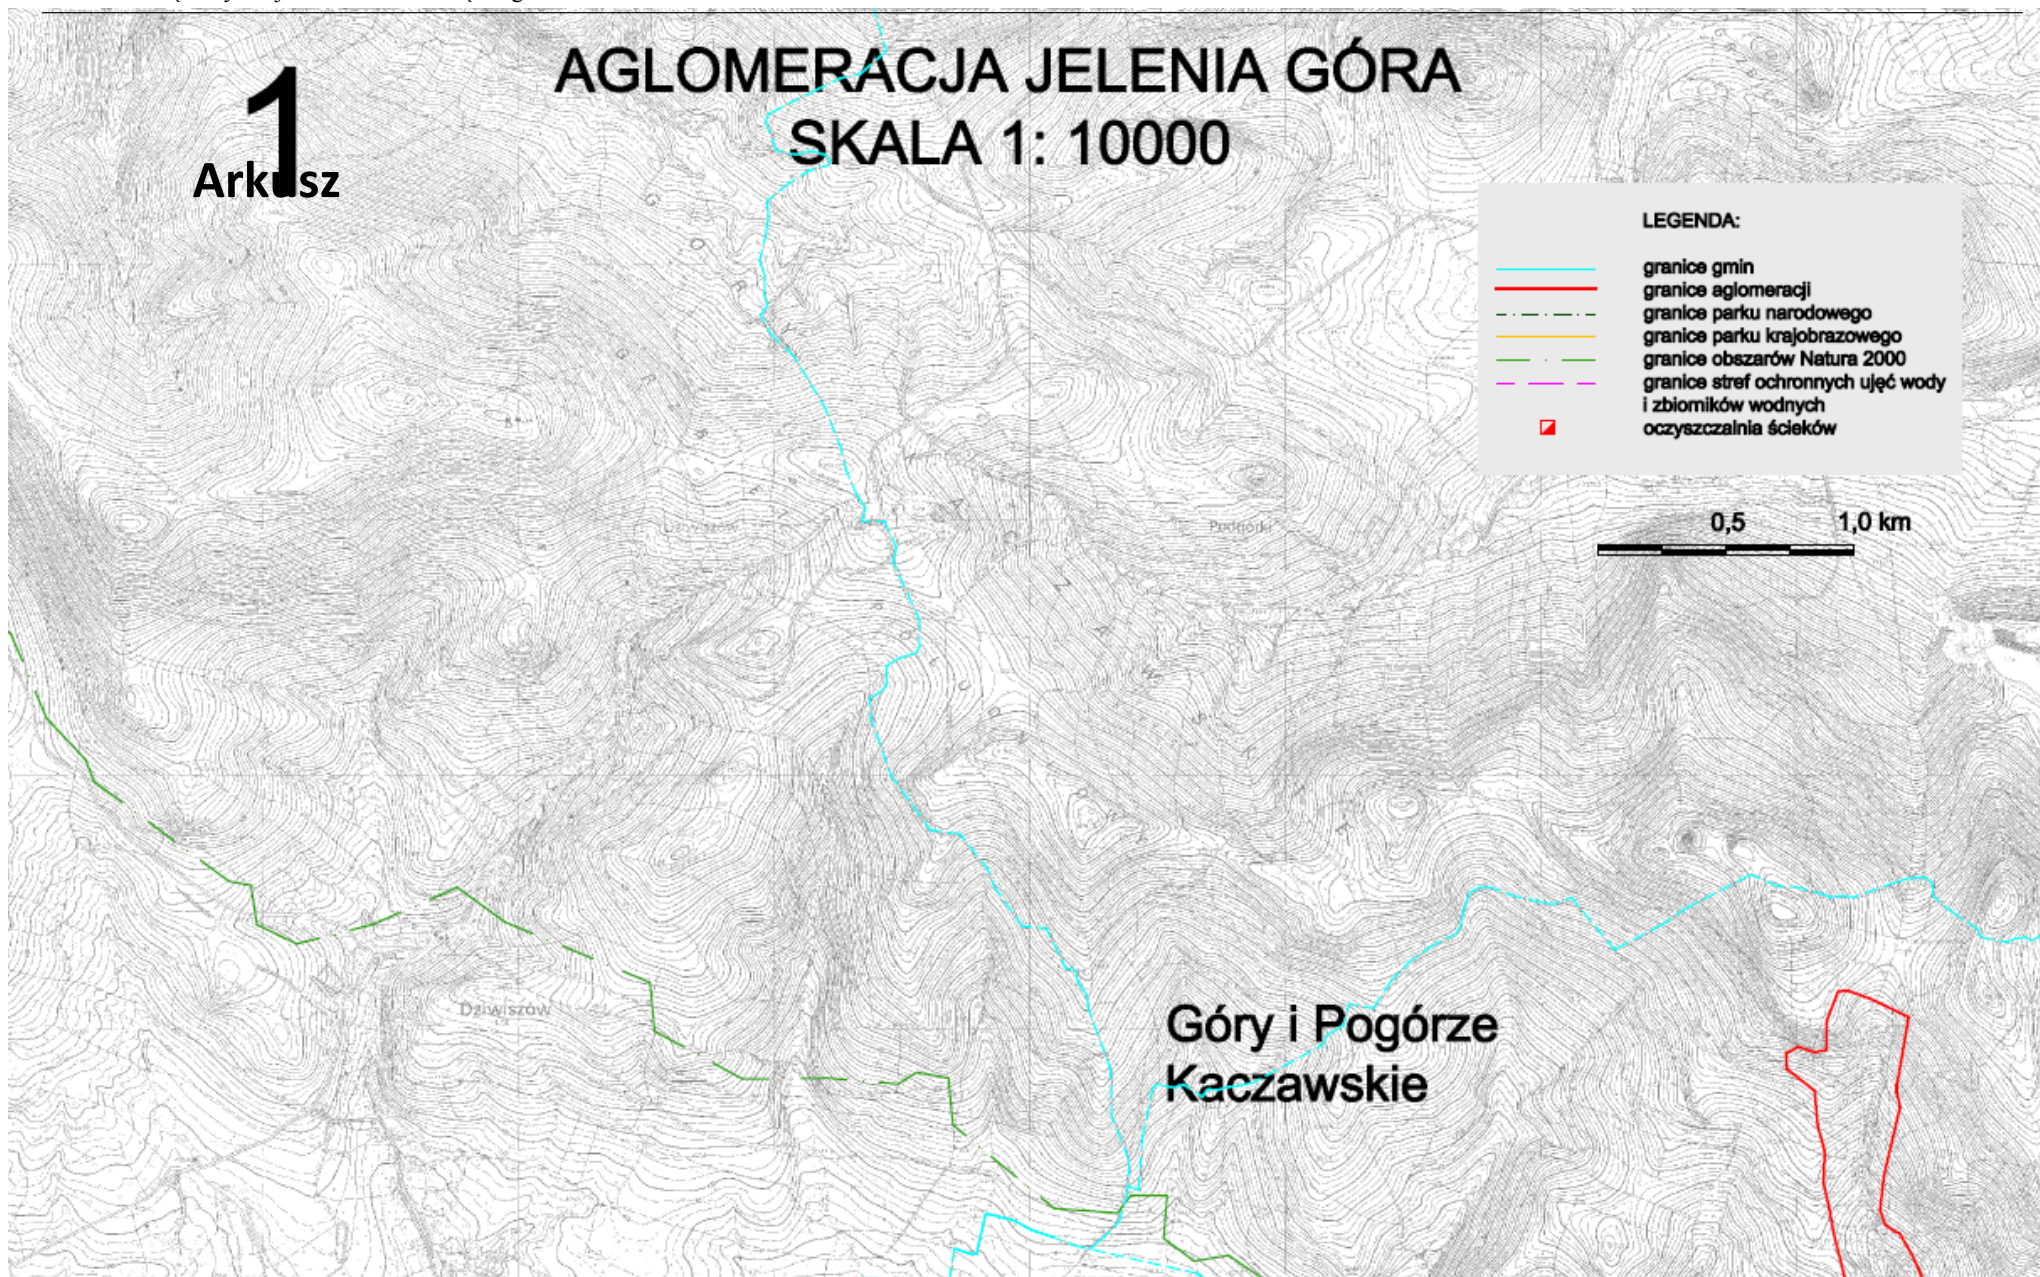 AGLOMERACJA JELENIA GÓRA
SKALA 1: 10000
1
Arkusz
LEGENDA:
granice gmin
granice aglomeracji
granice parku narodowego
granice parku krajobrazowego
granice obszarów Natura 2000
granice stref ochronnych ujęć wody
i zbiorników wodnych
oczyszczalnia ścieków
0,5 1,0 km
Podgórki
Dziwiszów
Góry i Pogórze
Kaczawskie